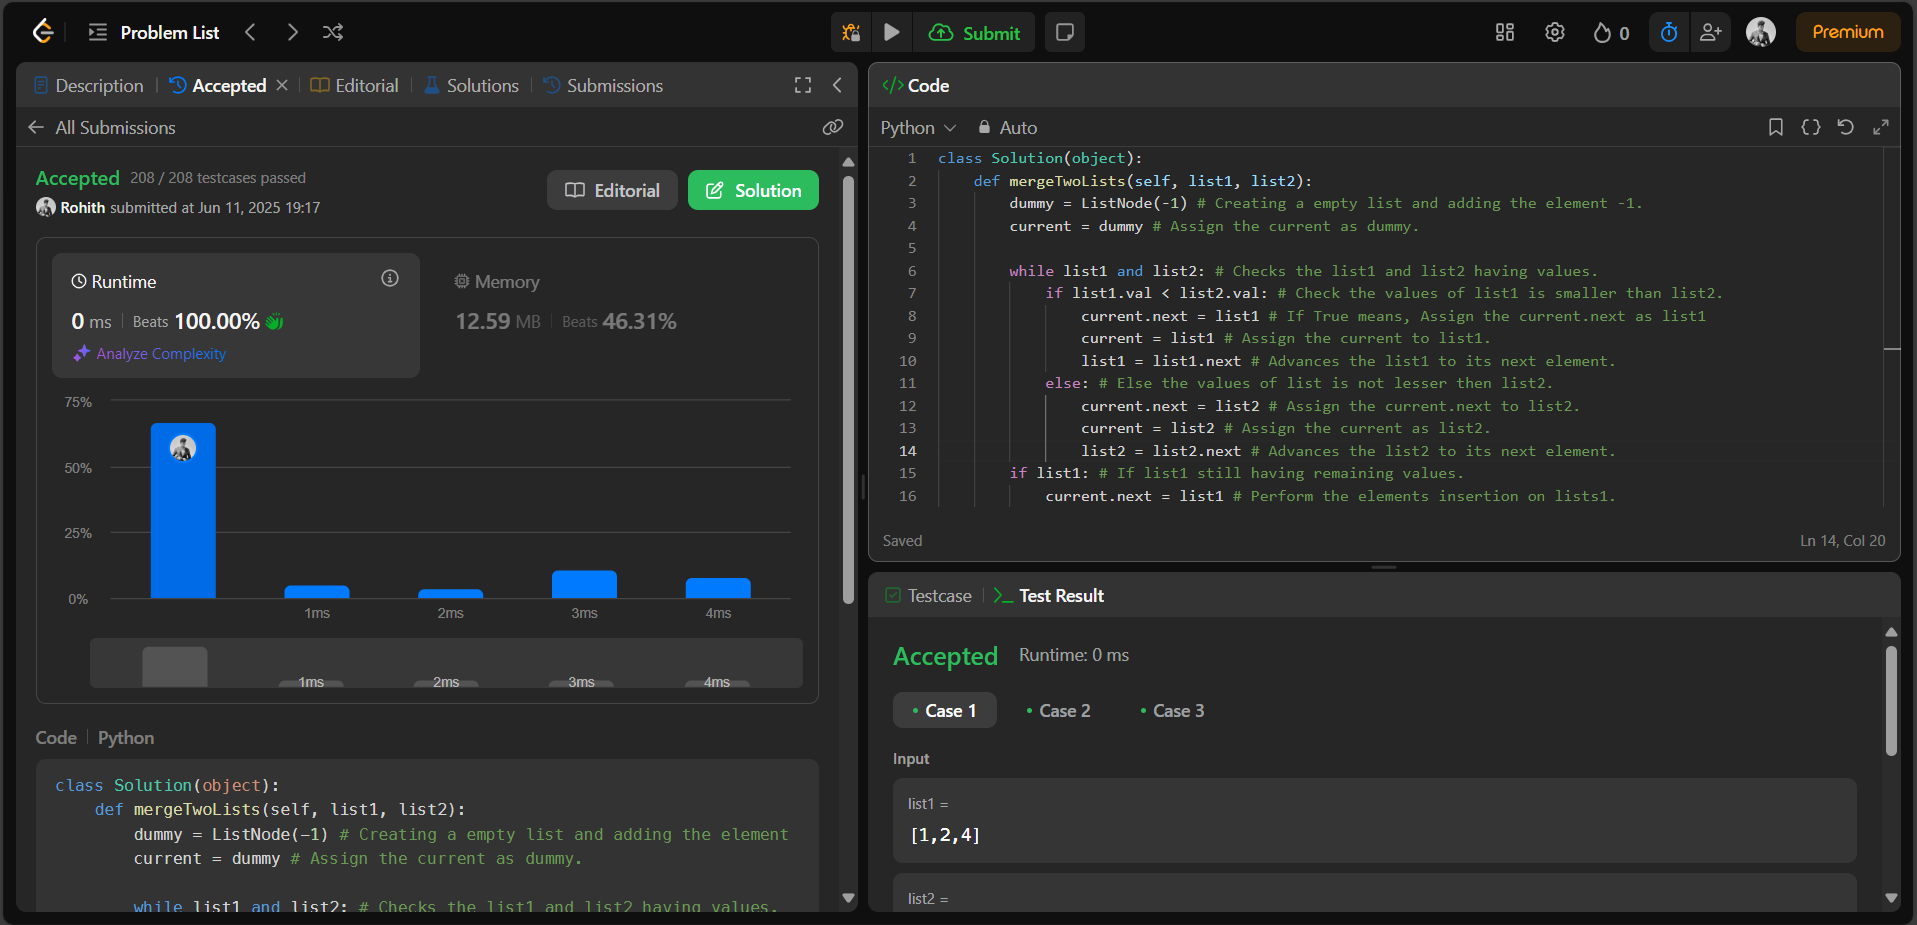 Problem List
Submit
0
Premium
Description
Accepted
Editorial
Solutions
Submissions
All Submissions
Accepted 208 / 208 testcases passed
Rohith submitted at Jun 11, 2025 19:17
Editorial
Solution
Runtime
0 ms Beats 100.00%
Analyze Complexity
Memory
12.59 MB Beats 46.31%
75%
50%
25%
0%
1ms 2ms 3ms 4ms
1ms 2ms 3ms 4ms
Code Python
class Solution(object):
def mergeTwoLists(self, list1, list2):
dummy = ListNode(-1) # Creating a empty list and adding the element
current = dummy # Assign the current as dummy.
while list1 and list2: # Checks the list1 and list2 having values.
</> Code
Python Auto
1 class Solution(object):
2 def mergeTwoLists(self, list1, list2):
3 dummy = ListNode(-1) # Creating a empty list and adding the element -1.
4 current = dummy # Assign the current as dummy.
5
6 while list1 and list2: # Checks the list1 and list2 having values.
7 if list1.val < list2.val: # Check the values of list1 is smaller than list2.
8 current.next = list1 # If True means, Assign the current.next as list1
9 current = list1 # Assign the current to list1.
10 list1 = list1.next # Advances the list1 to its next element.
11 else: # Else the values of list is not lesser then list2.
12 current.next = list2 # Assign the current.next to list2.
13 current = list2 # Assign the current as list2.
14 list2 = list2.next # Advances the list2 to its next element.
15 if list1: # If list1 still having remaining values.
16 current.next = list1 # Perform the elements insertion on lists1.
Saved
Ln 14, Col 20
Testcase
Test Result
Accepted Runtime: 0 ms
Case 1
Case 2
Case 3
Input
list1 =
[1,2,4]
list2 =